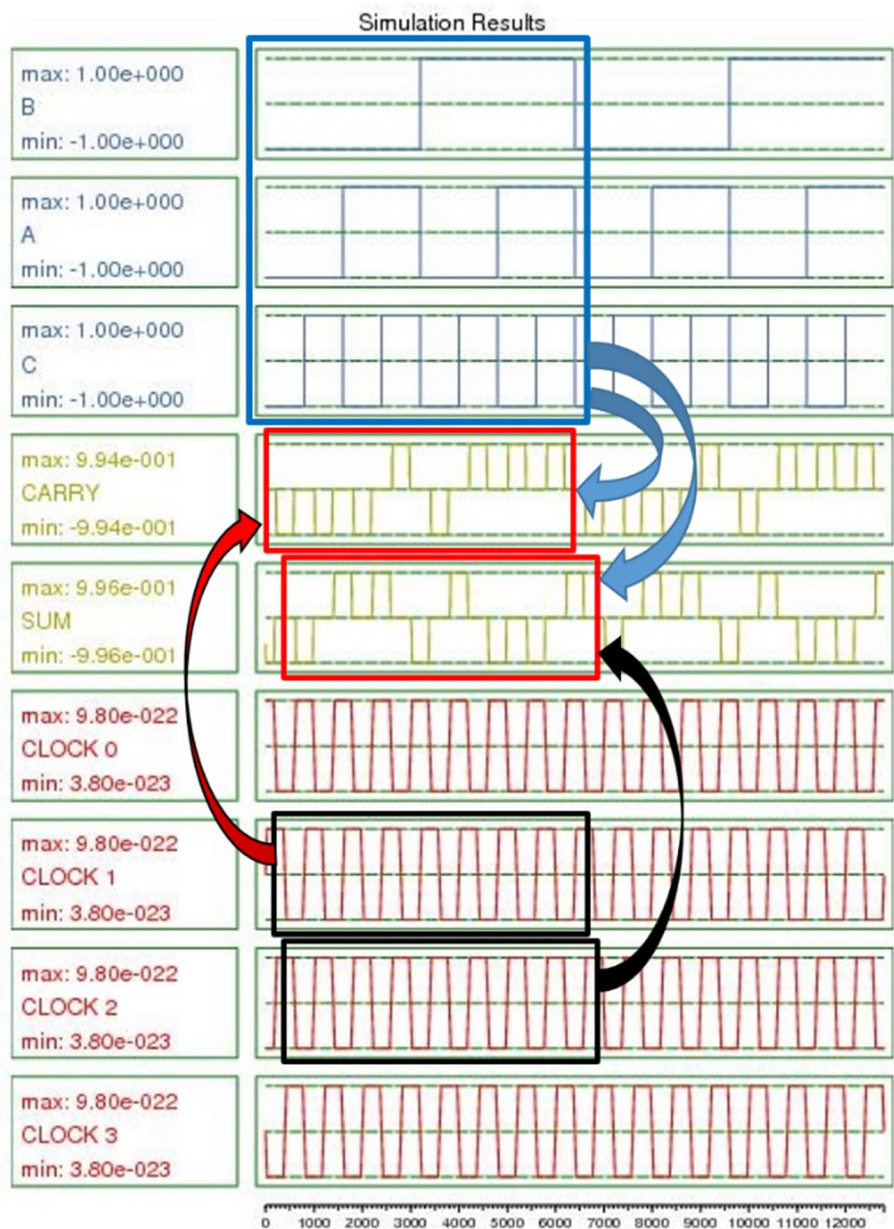 Simulation Results
max: 1.00e+000
B
min: -1.00e+000
max: 1.00e+000
A
min: -1.00e+000
max: 1.00e+000
C
min: -1.00e+000
max: 9.94e-001
CARRY
min: -9.94e-001
max: 9.96e-001
SUM
min: -9.96e-001
max: 9.80e-022
CLOCK 0
min: 3.80e-023
max: 9.80e-022
CLOCK 1
min: 3.80e-023
max: 9.80e-022
CLOCK 2
min: 3.80e-023
max: 9.80e-022
CLOCK 3
min: 3.80e-023
0 1000 2000 3000 4000 5000 6000 7000 8000 9000 10000 11000 12000